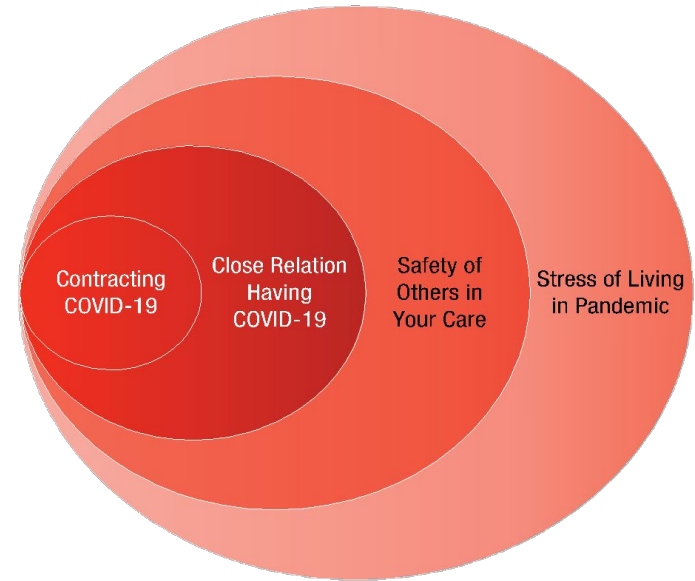 Contracting
COVID-19
Close Relation
Having
COVID-19
Safety of
Others in
Your Care
Stress of Living
in Pandemic